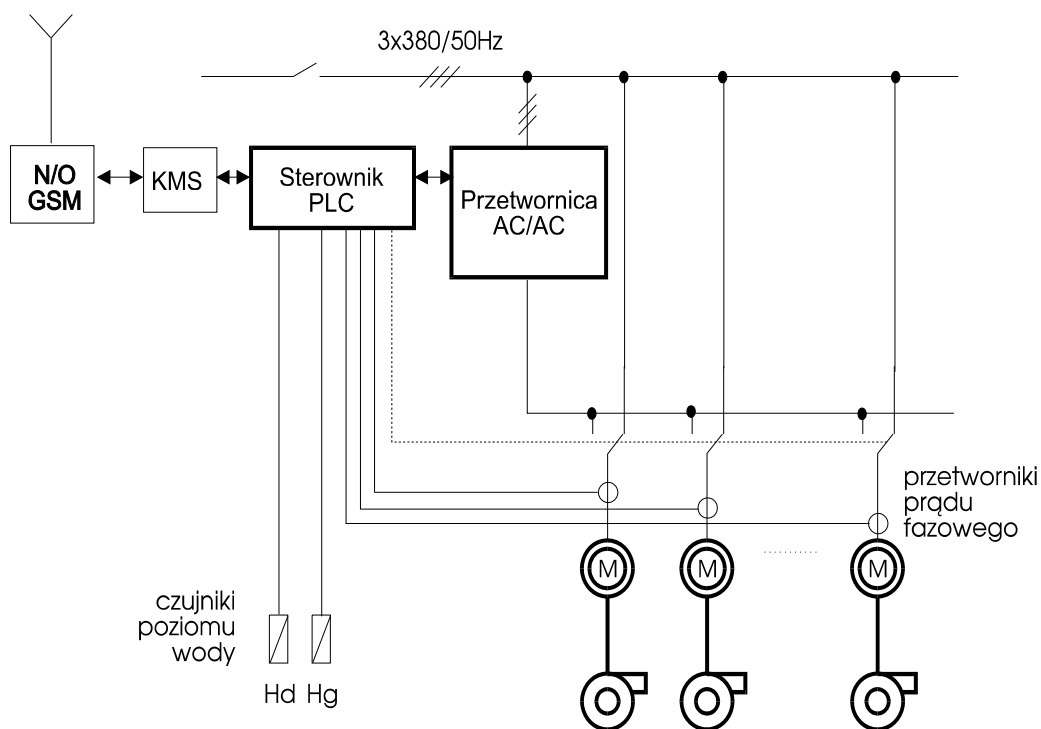 3x380/50Hz
N/O
GSM
KMS
Sterownik
PLC
Przetwornica
AC/AC
przetworniki
prądu
fazowego
M
M
M
czujniki
poziomu
wody
Hd
Hg